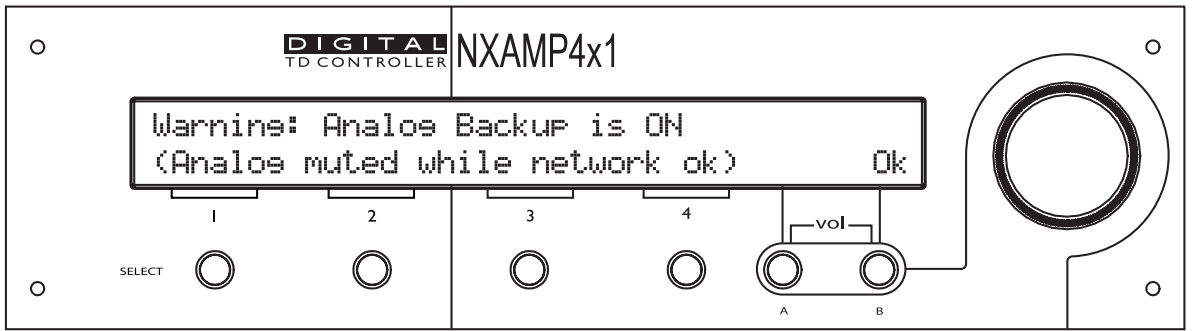 DIGITAL
TD CONTROLLER
NXAMP4x1
Warning: Analog Backup is ON
(Analog muted while network ok) Ok
1 2 3 4 vol
SELECT
A B